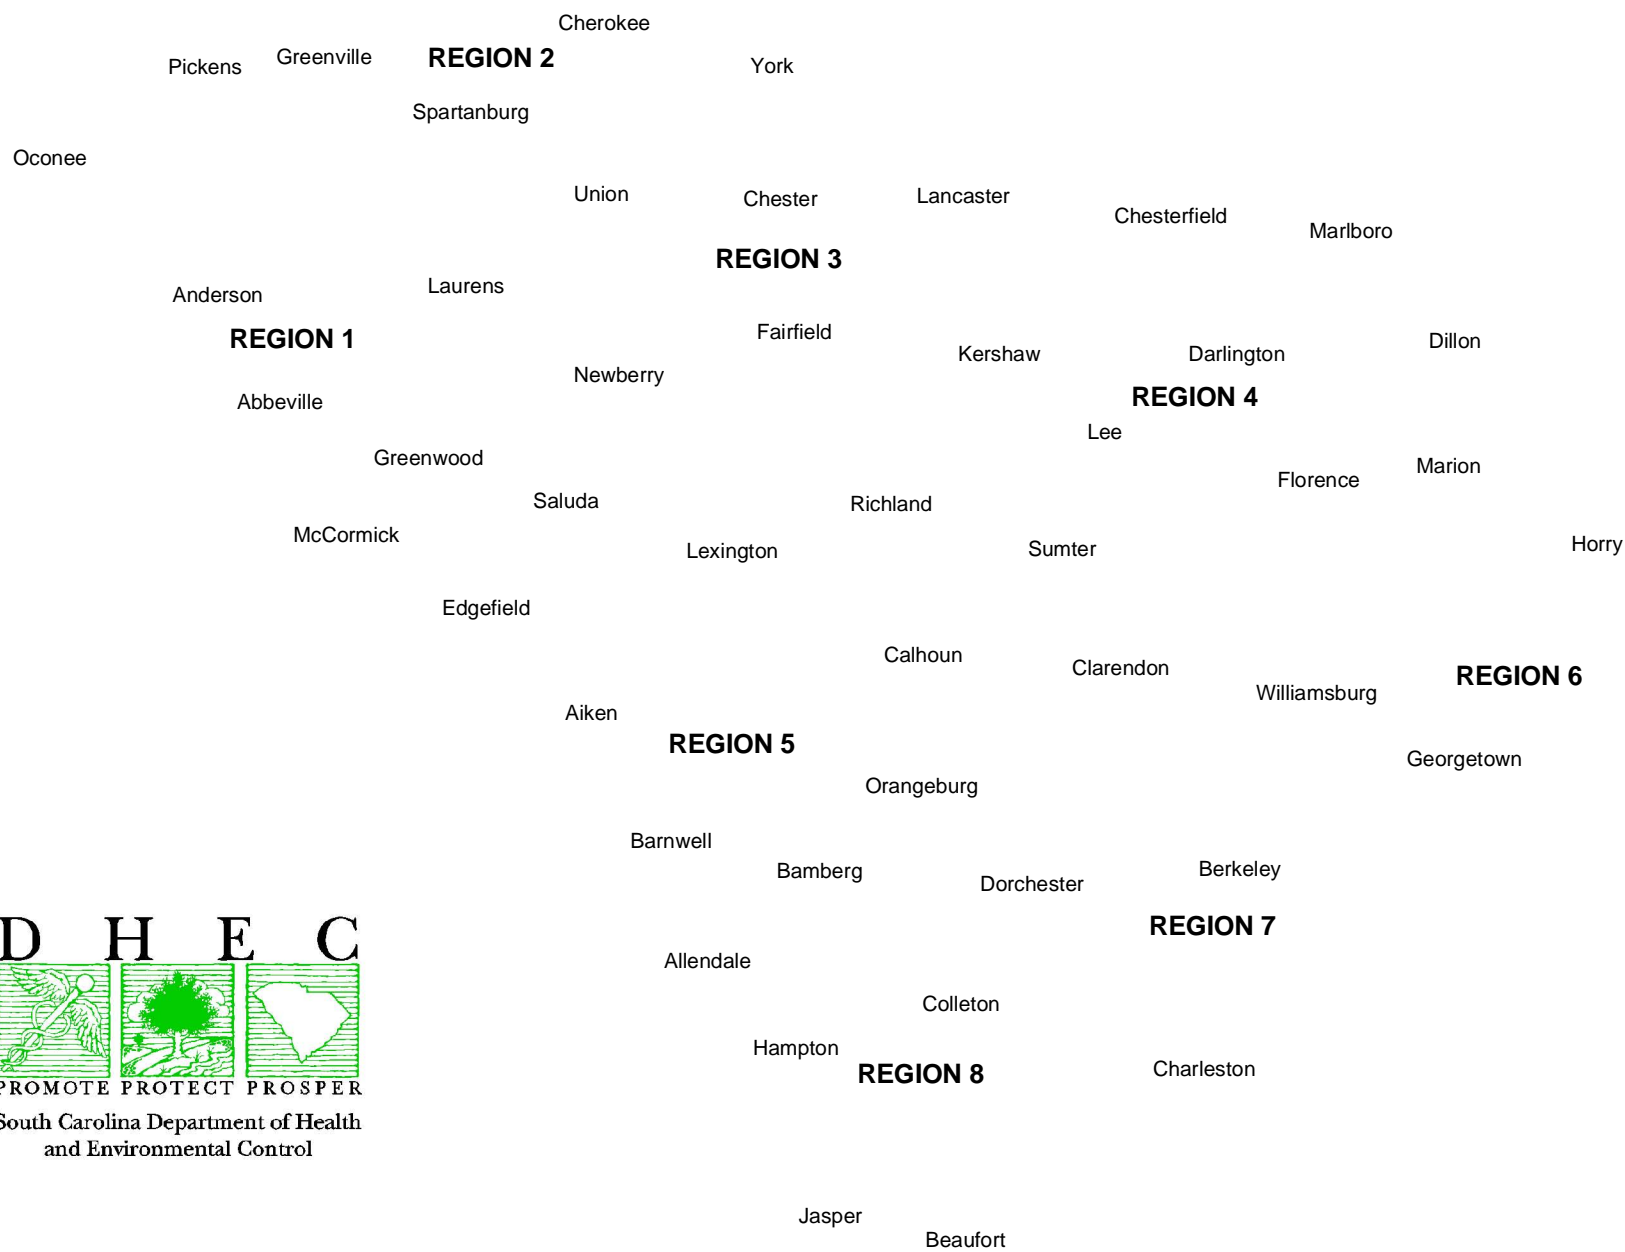 Cherokee
Pickens Greenville REGION 2 York
Spartanburg
Oconee
Union Chester Lancaster
Chesterfield Marlboro
REGION 3
Anderson Laurens
REGION 1 Fairfield Dillon
Kershaw Darlington
Newberry
Abbeville REGION 4
Lee
Greenwood Marion
Florence
Saluda Richland
McCormick Lexington Sumter Horry
Edgefield
Calhoun Clarendon REGION 6
Williamsburg
Aiken
REGION 5 Georgetown
Orangeburg
Barnwell
Bamberg Dorchester Berkeley
REGION 7
D H E C
Allendale
Colleton
Hampton
REGION 8 Charleston
PROMOTE PROTECT PROSPER
South Carolina Department of Health
and Environmental Control
Jasper
Beaufort